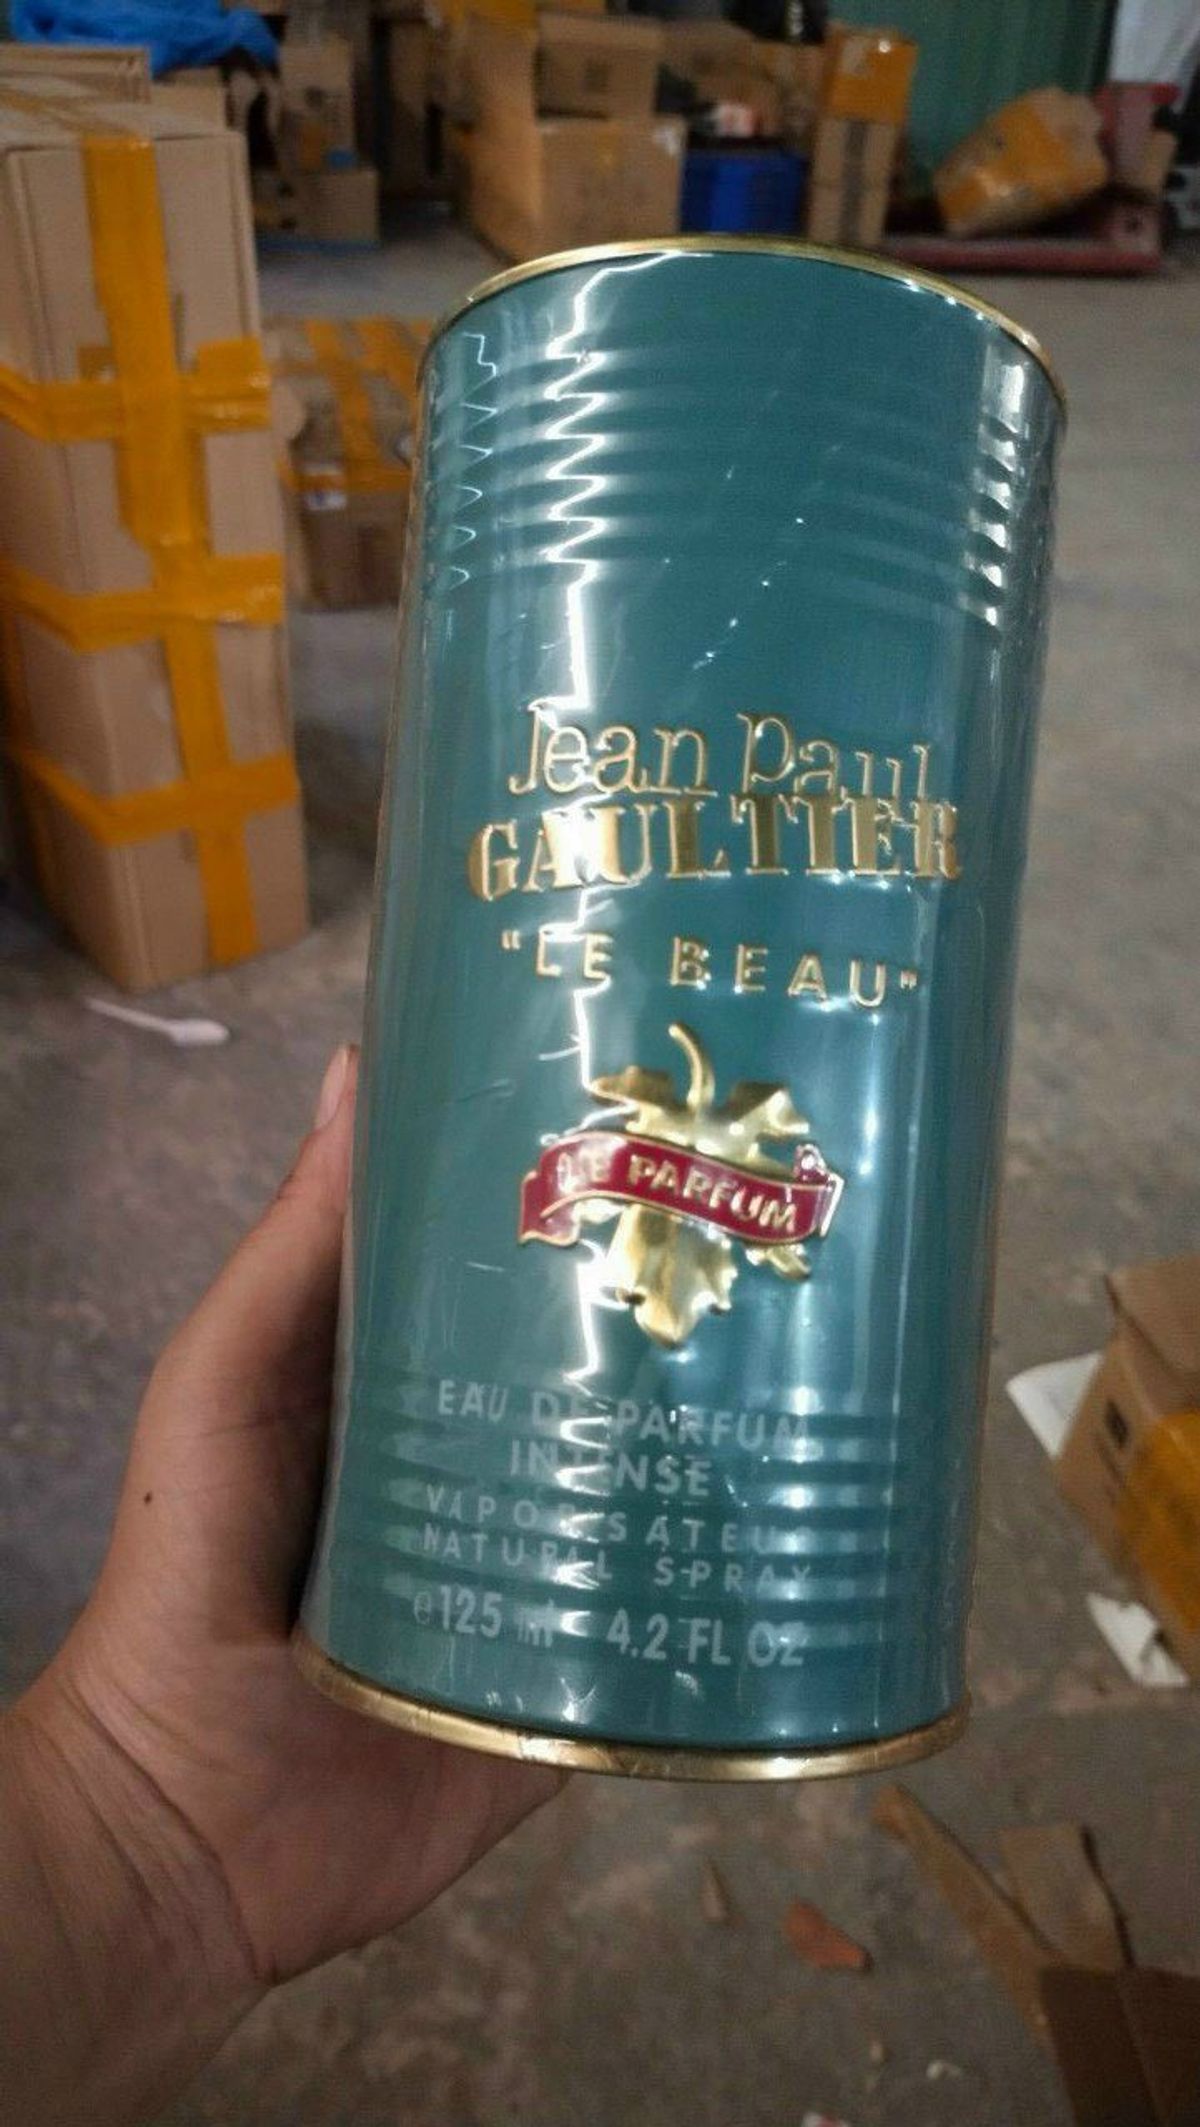 Jean Paul
GAULTIER
"LE BEAU"
LE PARFUM
EAU DE PARFUM
INTENSE
VAPORISATEUR
NATURAL SPRAY
e125 ml 4.2 FL OZ